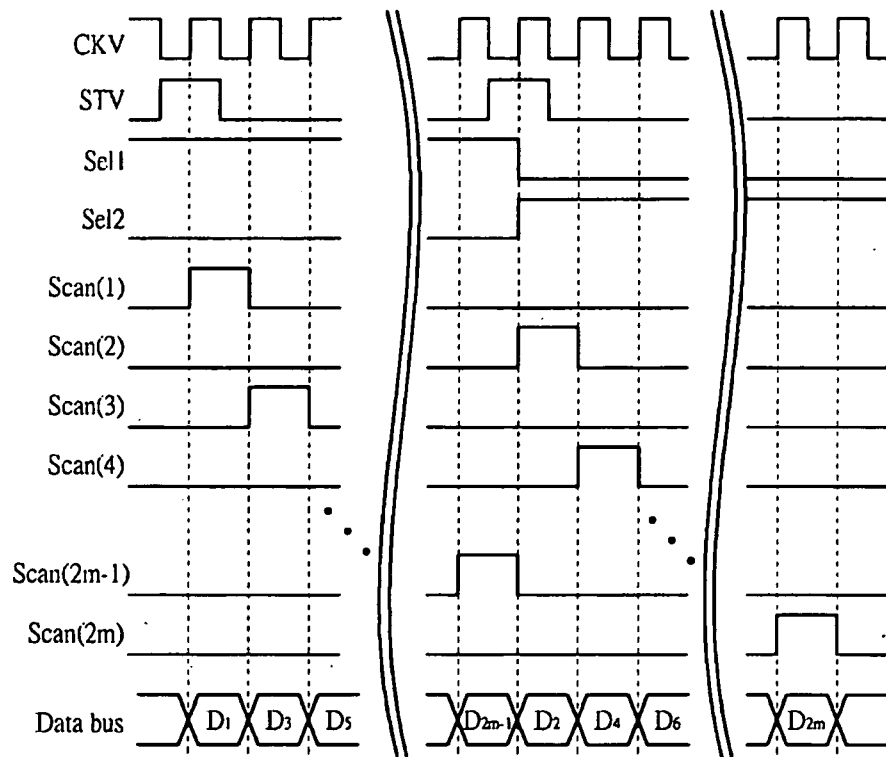 CKV
STV
Sel1
Sel2
Scan(1)
Scan(2)
Scan(3)
Scan(4)
Scan(2m-1)
Scan(2m)
Data bus D1 D3 D5 D2m-1 D2 D4 D6 D2m